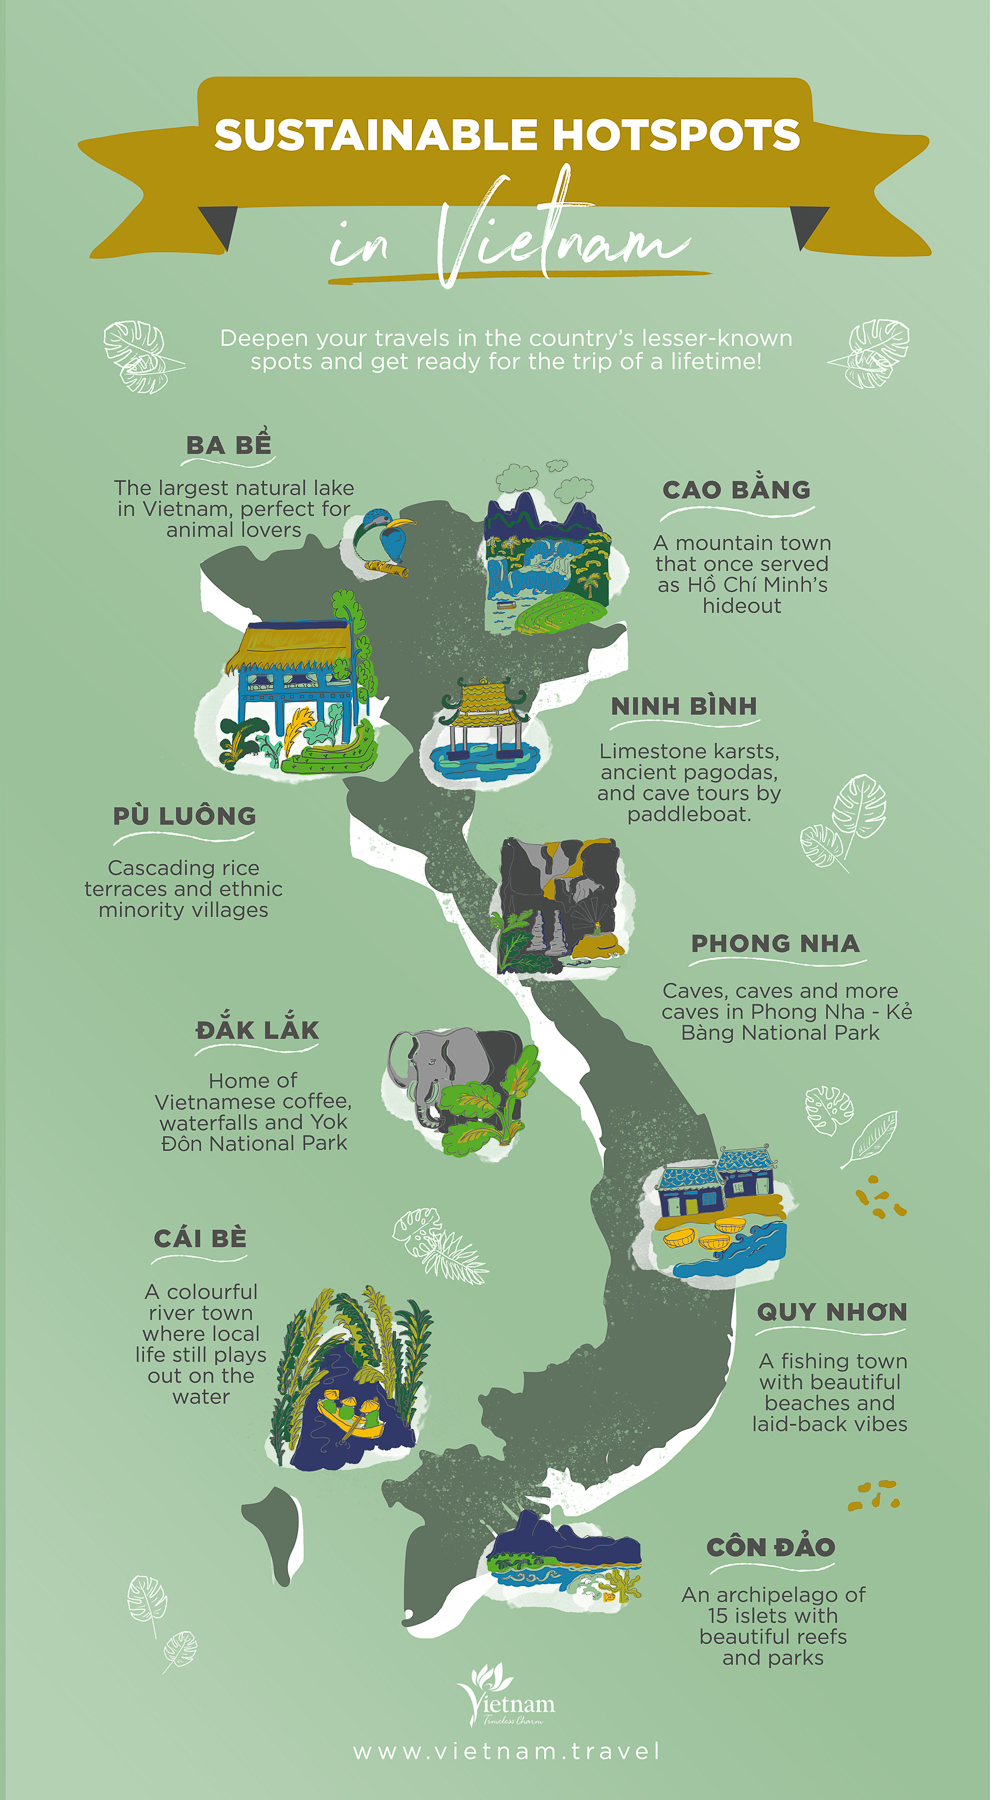 SUSTAINABLE HOTSPOTS
in Vietnam
Deepen your travels in the country's lesser-known
spots and get ready for the trip of a lifetime!
BA BỂ
The largest natural lake
in Vietnam, perfect for
animal lovers
CAO BẰNG
A mountain town
that once served
as Hồ Chí Minh's
hideout
NINH BÌNH
Limestone karsts,
ancient pagodas,
and cave tours by
paddleboat.
PÙ LUÔNG
Cascading rice
terraces and ethnic
minority villages
PHONG NHA
Caves, caves and more
caves in Phong Nha - Kẻ
Bàng National Park
ĐẮK LẮK
Home of
Vietnamese coffee,
waterfalls and Yok
Đôn National Park
CÁI BÈ
A colourful
river town
where local
life still plays
out on the
water
QUY NHƠN
A fishing town
with beautiful
beaches and
laid-back vibes
CÔN ĐẢO
An archipelago of
15 islets with
beautiful reefs
and parks
Vietnam
Timeless Charm
www.vietnam.travel